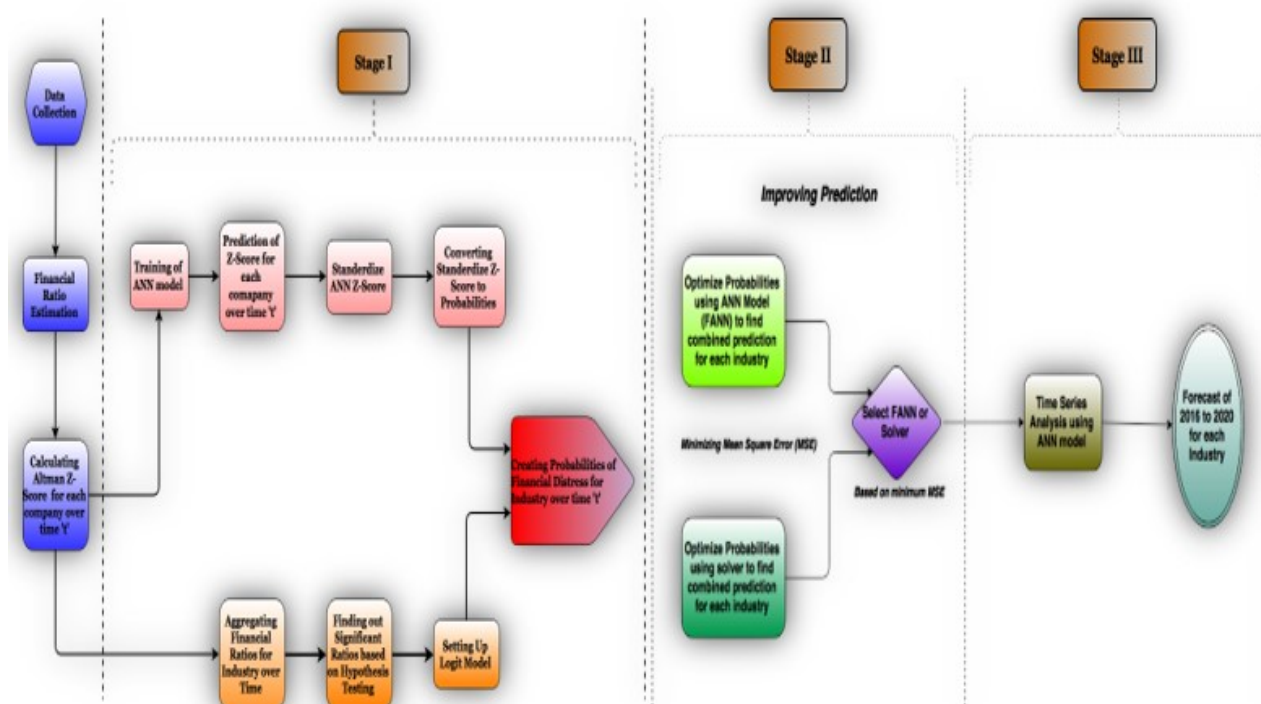 Stage I
Stage II
Stage III
Data
Collection
Financial
Ratio
Estimation
Calculating
Altman Z-
Score for each
company over
time 't'
Training of
ANN model
Prediction of
Z-Score for
each
comapany
over time 't'
Standerdize
ANN Z-Score
Converting
Standerdize Z-
Score to
Probabilities
Creating Probabilities of
Financial Distress for
Industry over time 't'
Aggregating
Financial
Ratios for
Industry over
Time
Finding out
Significant
Ratios based
on Hypothesis
Testing
Setting Up
Logit Model
Improving Prediction
Optimize Probabilities
using ANN Model
(FANN) to find
combined prediction
for each industry
Minimizing Mean Square Error (MSE)
Select FANN or
Solver
Based on minimum MSE
Optimize Probabilities
using solver to find
combined prediction
for each industry
Time Series
Analysis using
ANN model
Forecast of
2016 to 2020
for each
Industry